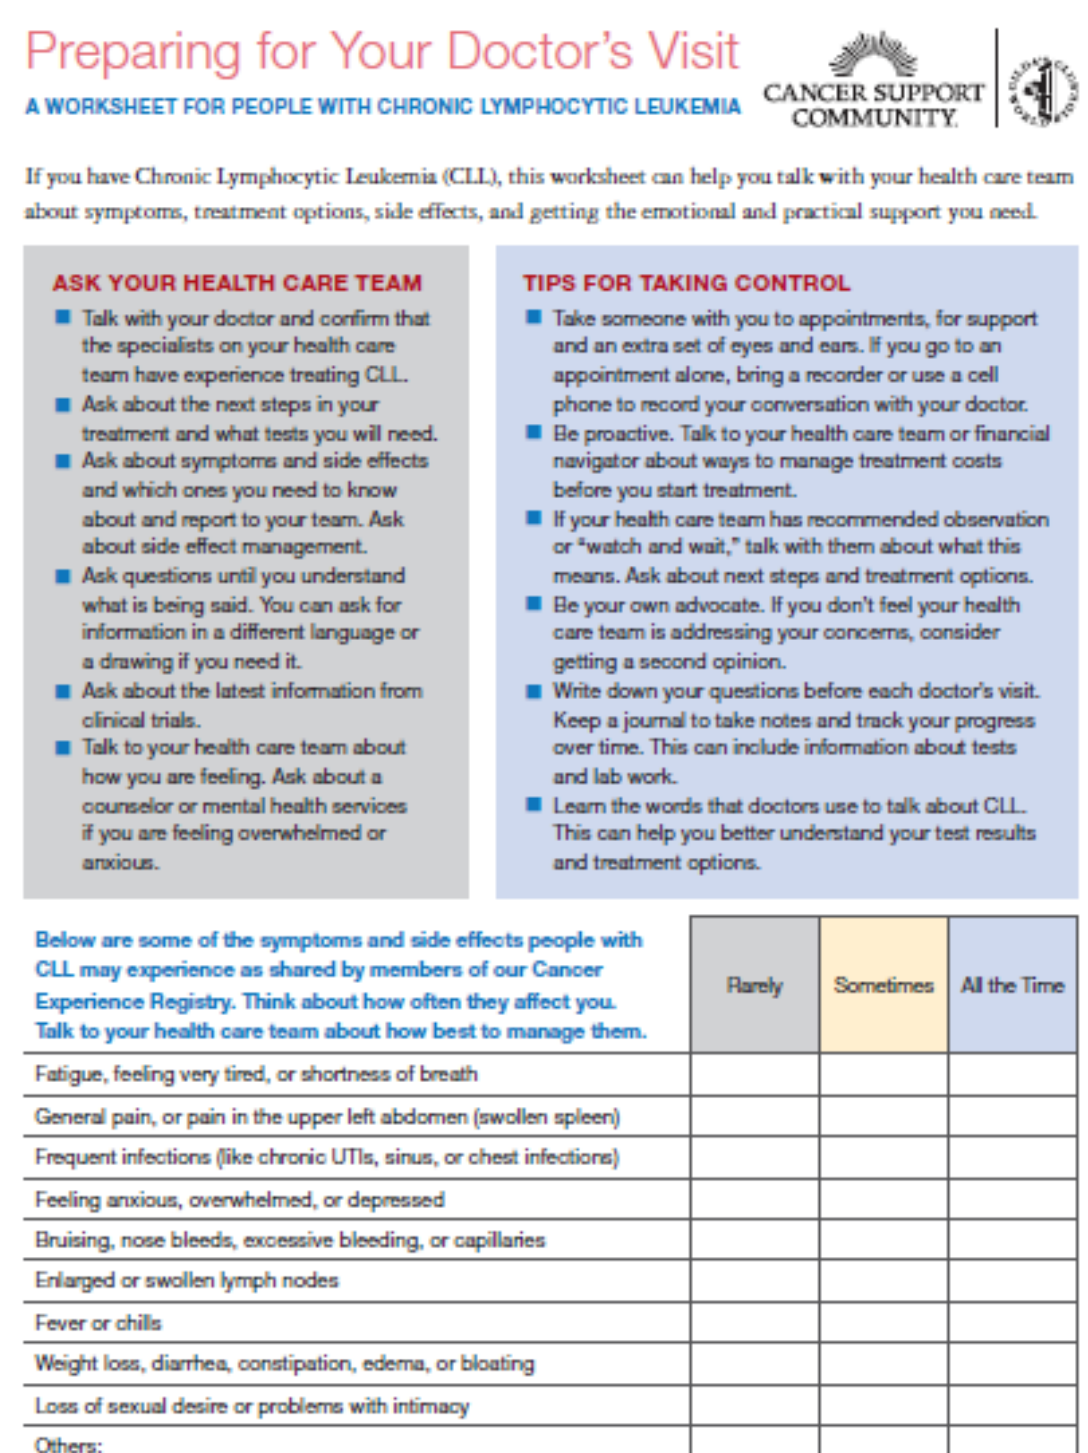 Preparing for Your Doctor's Visit
A WORKSHEET FOR PEOPLE WITH CHRONIC LYMPHOCYTIC LEUKEMIA
CANCER SUPPORT
COMMUNITY.
If you have Chronic Lymphocytic Leukemia (CLL), this worksheet can help you talk with your health care team
about symptoms, treatment options, side effects, and getting the emotional and practical support you need.
ASK YOUR HEALTH CARE TEAM
■ Talk with your doctor and confirm that
the specialists on your health care
team have experience treating CLL.
■ Ask about the next steps in your
treatment and what tests you will need.
■ Ask about symptoms and side effects
and which ones you need to know
about and report to your team. Ask
about side effect management.
■ Ask questions until you understand
what is being said. You can ask for
information in a different language or
a drawing if you need it.
■ Ask about the latest information from
clinical trials.
■ Talk to your health care team about
how you are feeling. Ask about a
counselor or mental health services
if you are feeling overwhelmed or
anxious.
TIPS FOR TAKING CONTROL
■ Take someone with you to appointments, for support
and an extra set of eyes and ears. If you go to an
appointment alone, bring a recorder or use a cell
phone to record your conversation with your doctor.
■ Be proactive. Talk to your health care team or financial
navigator about ways to manage treatment costs
before you start treatment.
■ If your health care team has recommended observation
or “watch and wait,” talk with them about what this
means. Ask about next steps and treatment options.
■ Be your own advocate. If you don't feel your health
care team is addressing your concerns, consider
getting a second opinion.
■ Write down your questions before each doctor's visit.
Keep a journal to take notes and track your progress
over time. This can include information about tests
and lab work.
■ Learn the words that doctors use to talk about CLL.
This can help you better understand your test results
and treatment options.
Below are some of the symptoms and side effects people with
CLL may experience as shared by members of our Cancer
Experience Registry. Think about how often they affect you.
Talk to your health care team about how best to manage them.
Rarely
Sometimes
All the Time
Fatigue, feeling very tired, or shortness of breath
General pain, or pain in the upper left abdomen (swollen spleen)
Frequent infections (like chronic UTIs, sinus, or chest infections)
Feeling anxious, overwhelmed, or depressed
Bruising, nose bleeds, excessive bleeding, or capillaries
Enlarged or swollen lymph nodes
Fever or chills
Weight loss, diarrhea, constipation, edema, or bloating
Loss of sexual desire or problems with intimacy
Others: